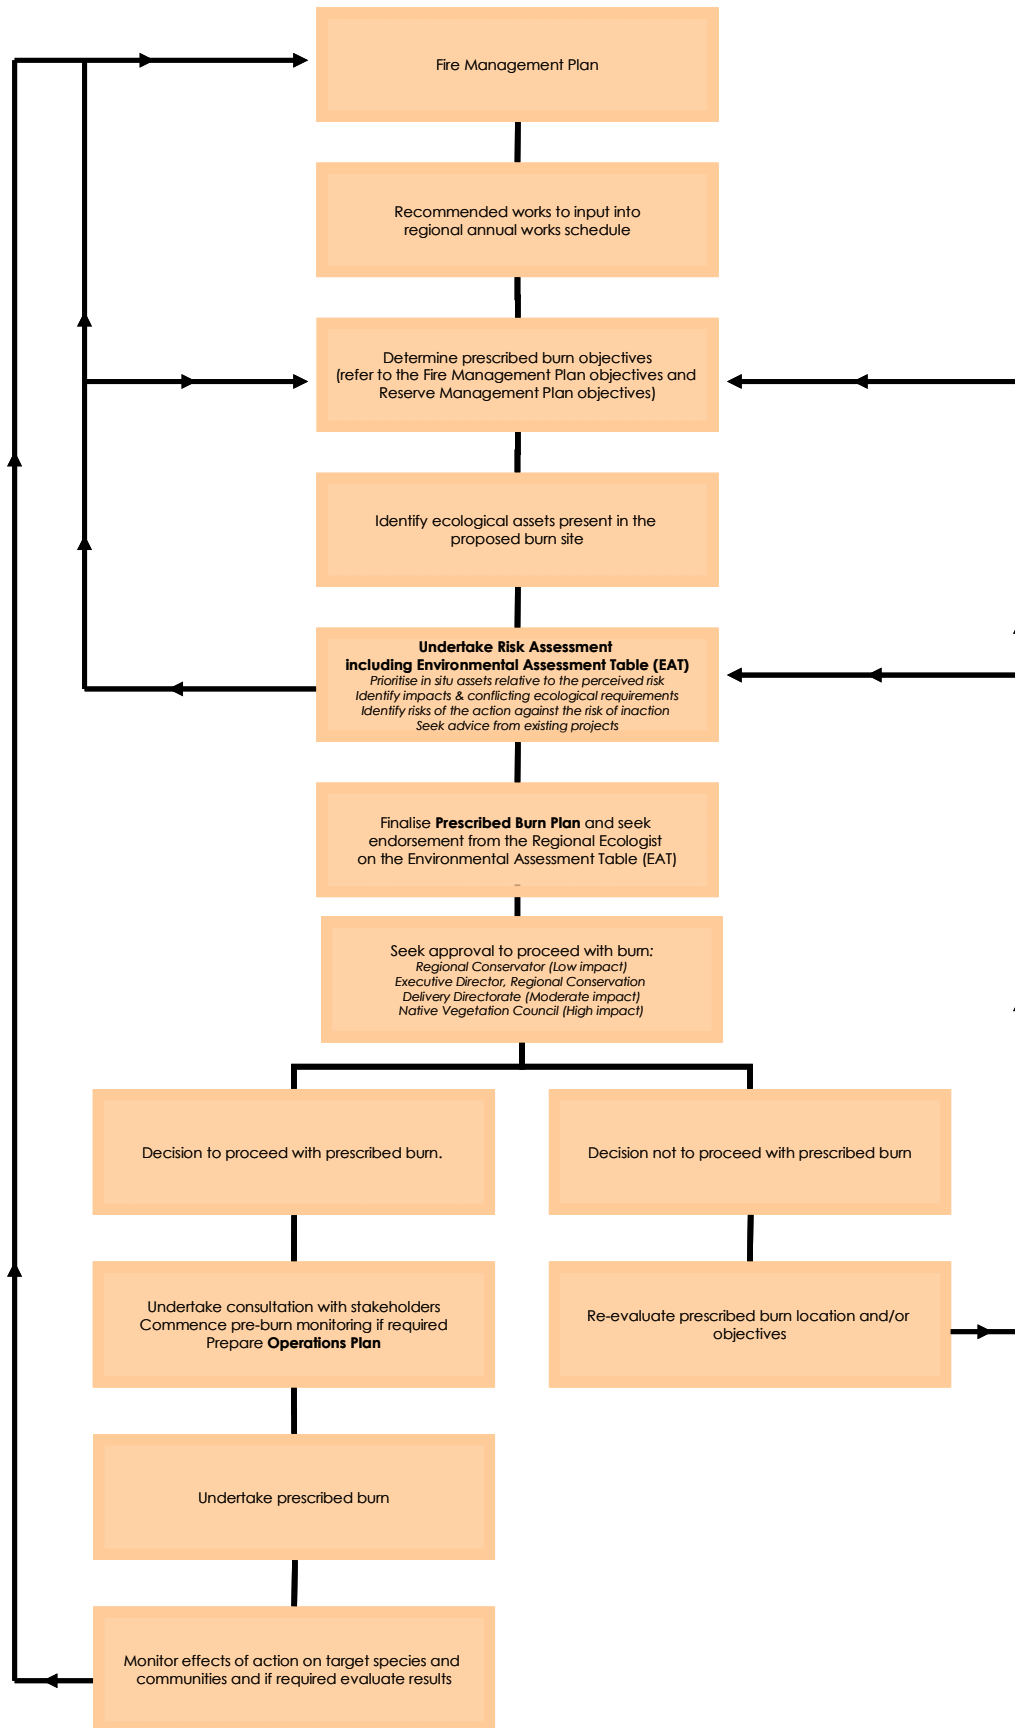 Fire Management Plan
Recommended works to input into
regional annual works schedule
Determine prescribed burn objectives
(refer to the Fire Management Plan objectives and
Reserve Management Plan objectives)
Identify ecological assets present in the
proposed burn site
Undertake Risk Assessment
including Environmental Assessment Table (EAT)
Prioritise in situ assets relative to the perceived risk
Identify impacts & conflicting ecological requirements
Identify risks of the action against the risk of inaction
Seek advice from existing projects
Finalise Prescribed Burn Plan and seek
endorsement from the Regional Ecologist
on the Environmental Assessment Table (EAT)
Seek approval to proceed with burn:
Regional Conservator (Low impact)
Executive Director, Regional Conservation
Delivery Directorate (Moderate impact)
Native Vegetation Council (High impact)
Decision to proceed with prescribed burn.
Decision not to proceed with prescribed burn
Undertake consultation with stakeholders
Commence pre-burn monitoring if required
Prepare Operations Plan
Re-evaluate prescribed burn location and/or
objectives
Undertake prescribed burn
Monitor effects of action on target species and
communities and if required evaluate results